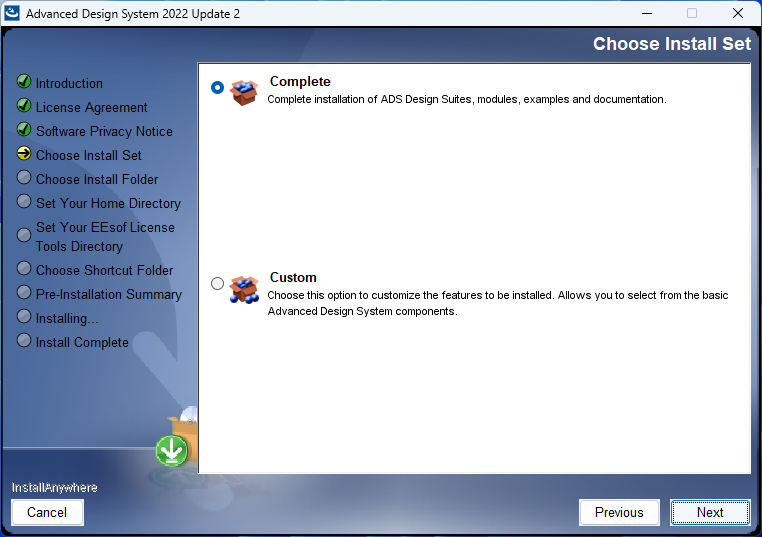 Advanced Design System 2022 Update 2
Choose Install Set
Introduction
License Agreement
Software Privacy Notice
Choose Install Set
Choose Install Folder
Set Your Home Directory
Set Your EEsof License
Tools Directory
Choose Shortcut Folder
Pre-Installation Summary
Installing...
Install Complete
Complete
Complete installation of ADS Design Suites, modules, examples and documentation.
Custom
Choose this option to customize the features to be installed. Allows you to select from the basic
Advanced Design System components.
InstallAnywhere
Cancel
Previous
Next